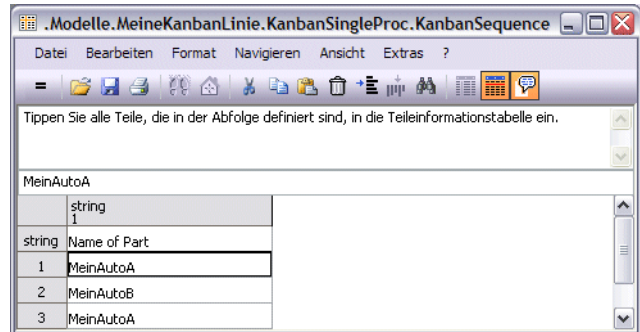 .Modelle.MeineKanbanLinie.KanbanSingleProc.KanbanSequence
Datei Bearbeiten Format Navigieren Ansicht Extras ?
=
Tippen Sie alle Teile, die in der Abfolge definiert sind, in die Teileinformationstabelle ein.
MeinAutoA
string
1
string Name of Part
1 MeinAutoA
2 MeinAutoB
3 MeinAutoA